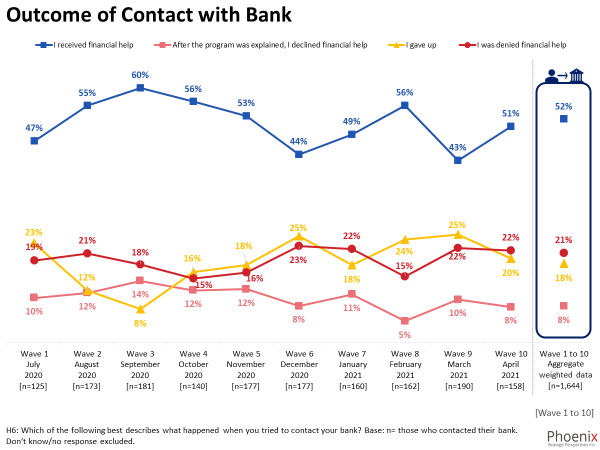 Outcome of Contact with Bank
I received financial help
After the program was explained, I declined financial help
I gave up
I was denied financial help
47% 55% 60% 56% 53% 44% 49% 56% 43% 51% 52%
23% 12% 8% 16% 18% 25% 18% 24% 25% 20% 18%
19% 21% 18% 15% 16% 23% 22% 15% 22% 22% 21%
10% 12% 14% 12% 12% 8% 11% 5% 10% 8% 8%
Wave 1 July 2020 [n=125]
Wave 2 August 2020 [n=173]
Wave 3 September 2020 [n=181]
Wave 4 October 2020 [n=140]
Wave 5 November 2020 [n=177]
Wave 6 December 2020 [n=177]
Wave 7 January 2021 [n=160]
Wave 8 February 2021 [n=162]
Wave 9 March 2021 [n=190]
Wave 10 April 2021 [n=158]
Wave 1 to 10 Aggregate weighted data [n=1,644]
[Wave 1 to 10]
H6: Which of the following best describes what happened when you tried to contact your bank? Base: n= those who contacted their bank.
Don't know/no response excluded.
Phoenix
Strategic Perspectives Inc.